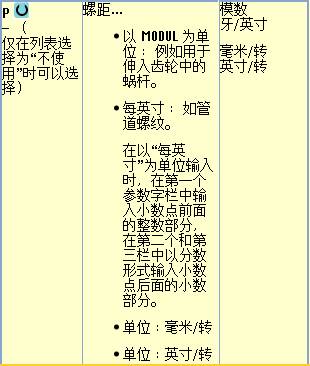 P
– （
仅在列表选
择为“不使
用”时可以选
择）
螺距...
• 以 MODUL 为单
位： 例如用于
伸入齿轮中的
蜗杆。
• 每英寸： 如管
道螺纹。
在以“每英
寸”为单位输入
时，在第一个
参数字栏中输
入小数点前面
的整数部分，
在第二个和第
三栏中以分数
形式输入小数
点后面的小数
部分。
• 单位：毫米/转
• 单位：英寸/转
模数
牙/英寸
毫米/转
英寸/转